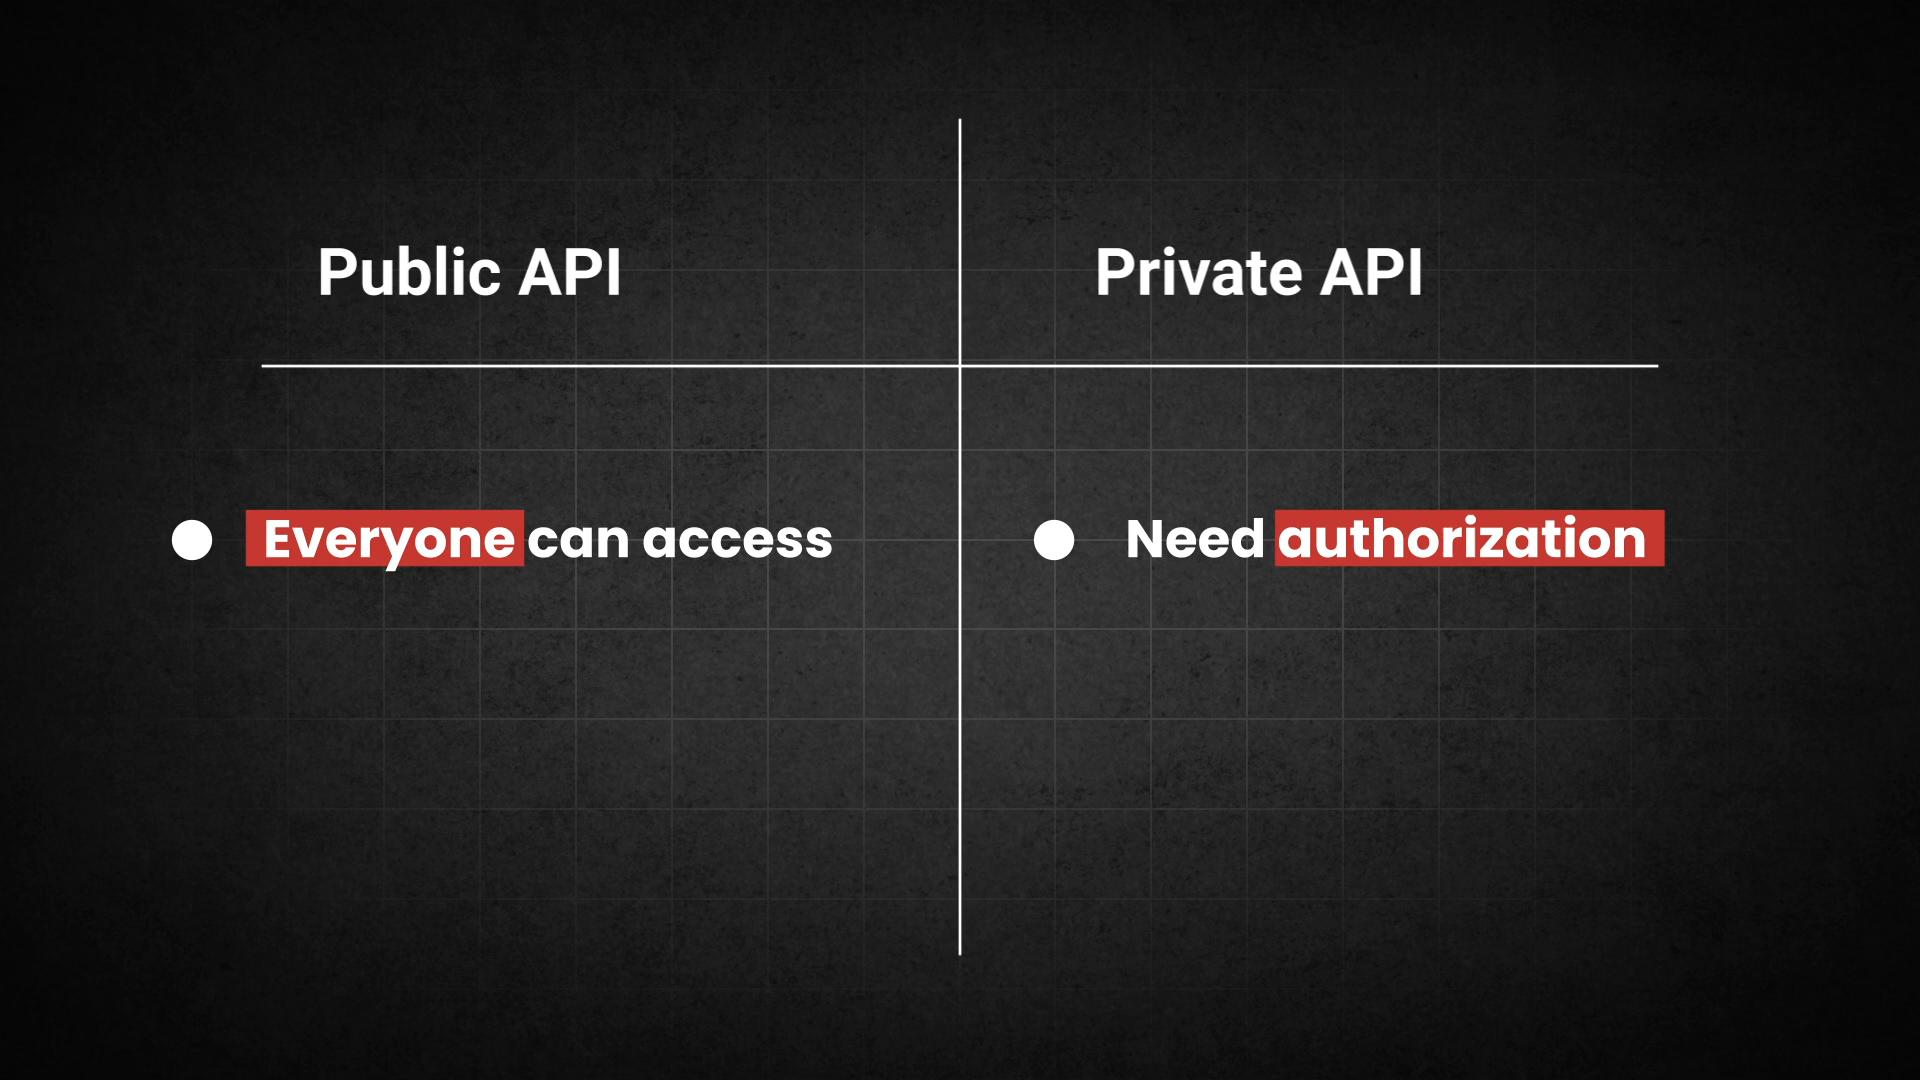 Public API
Private API
Everyone can access
Need authorization